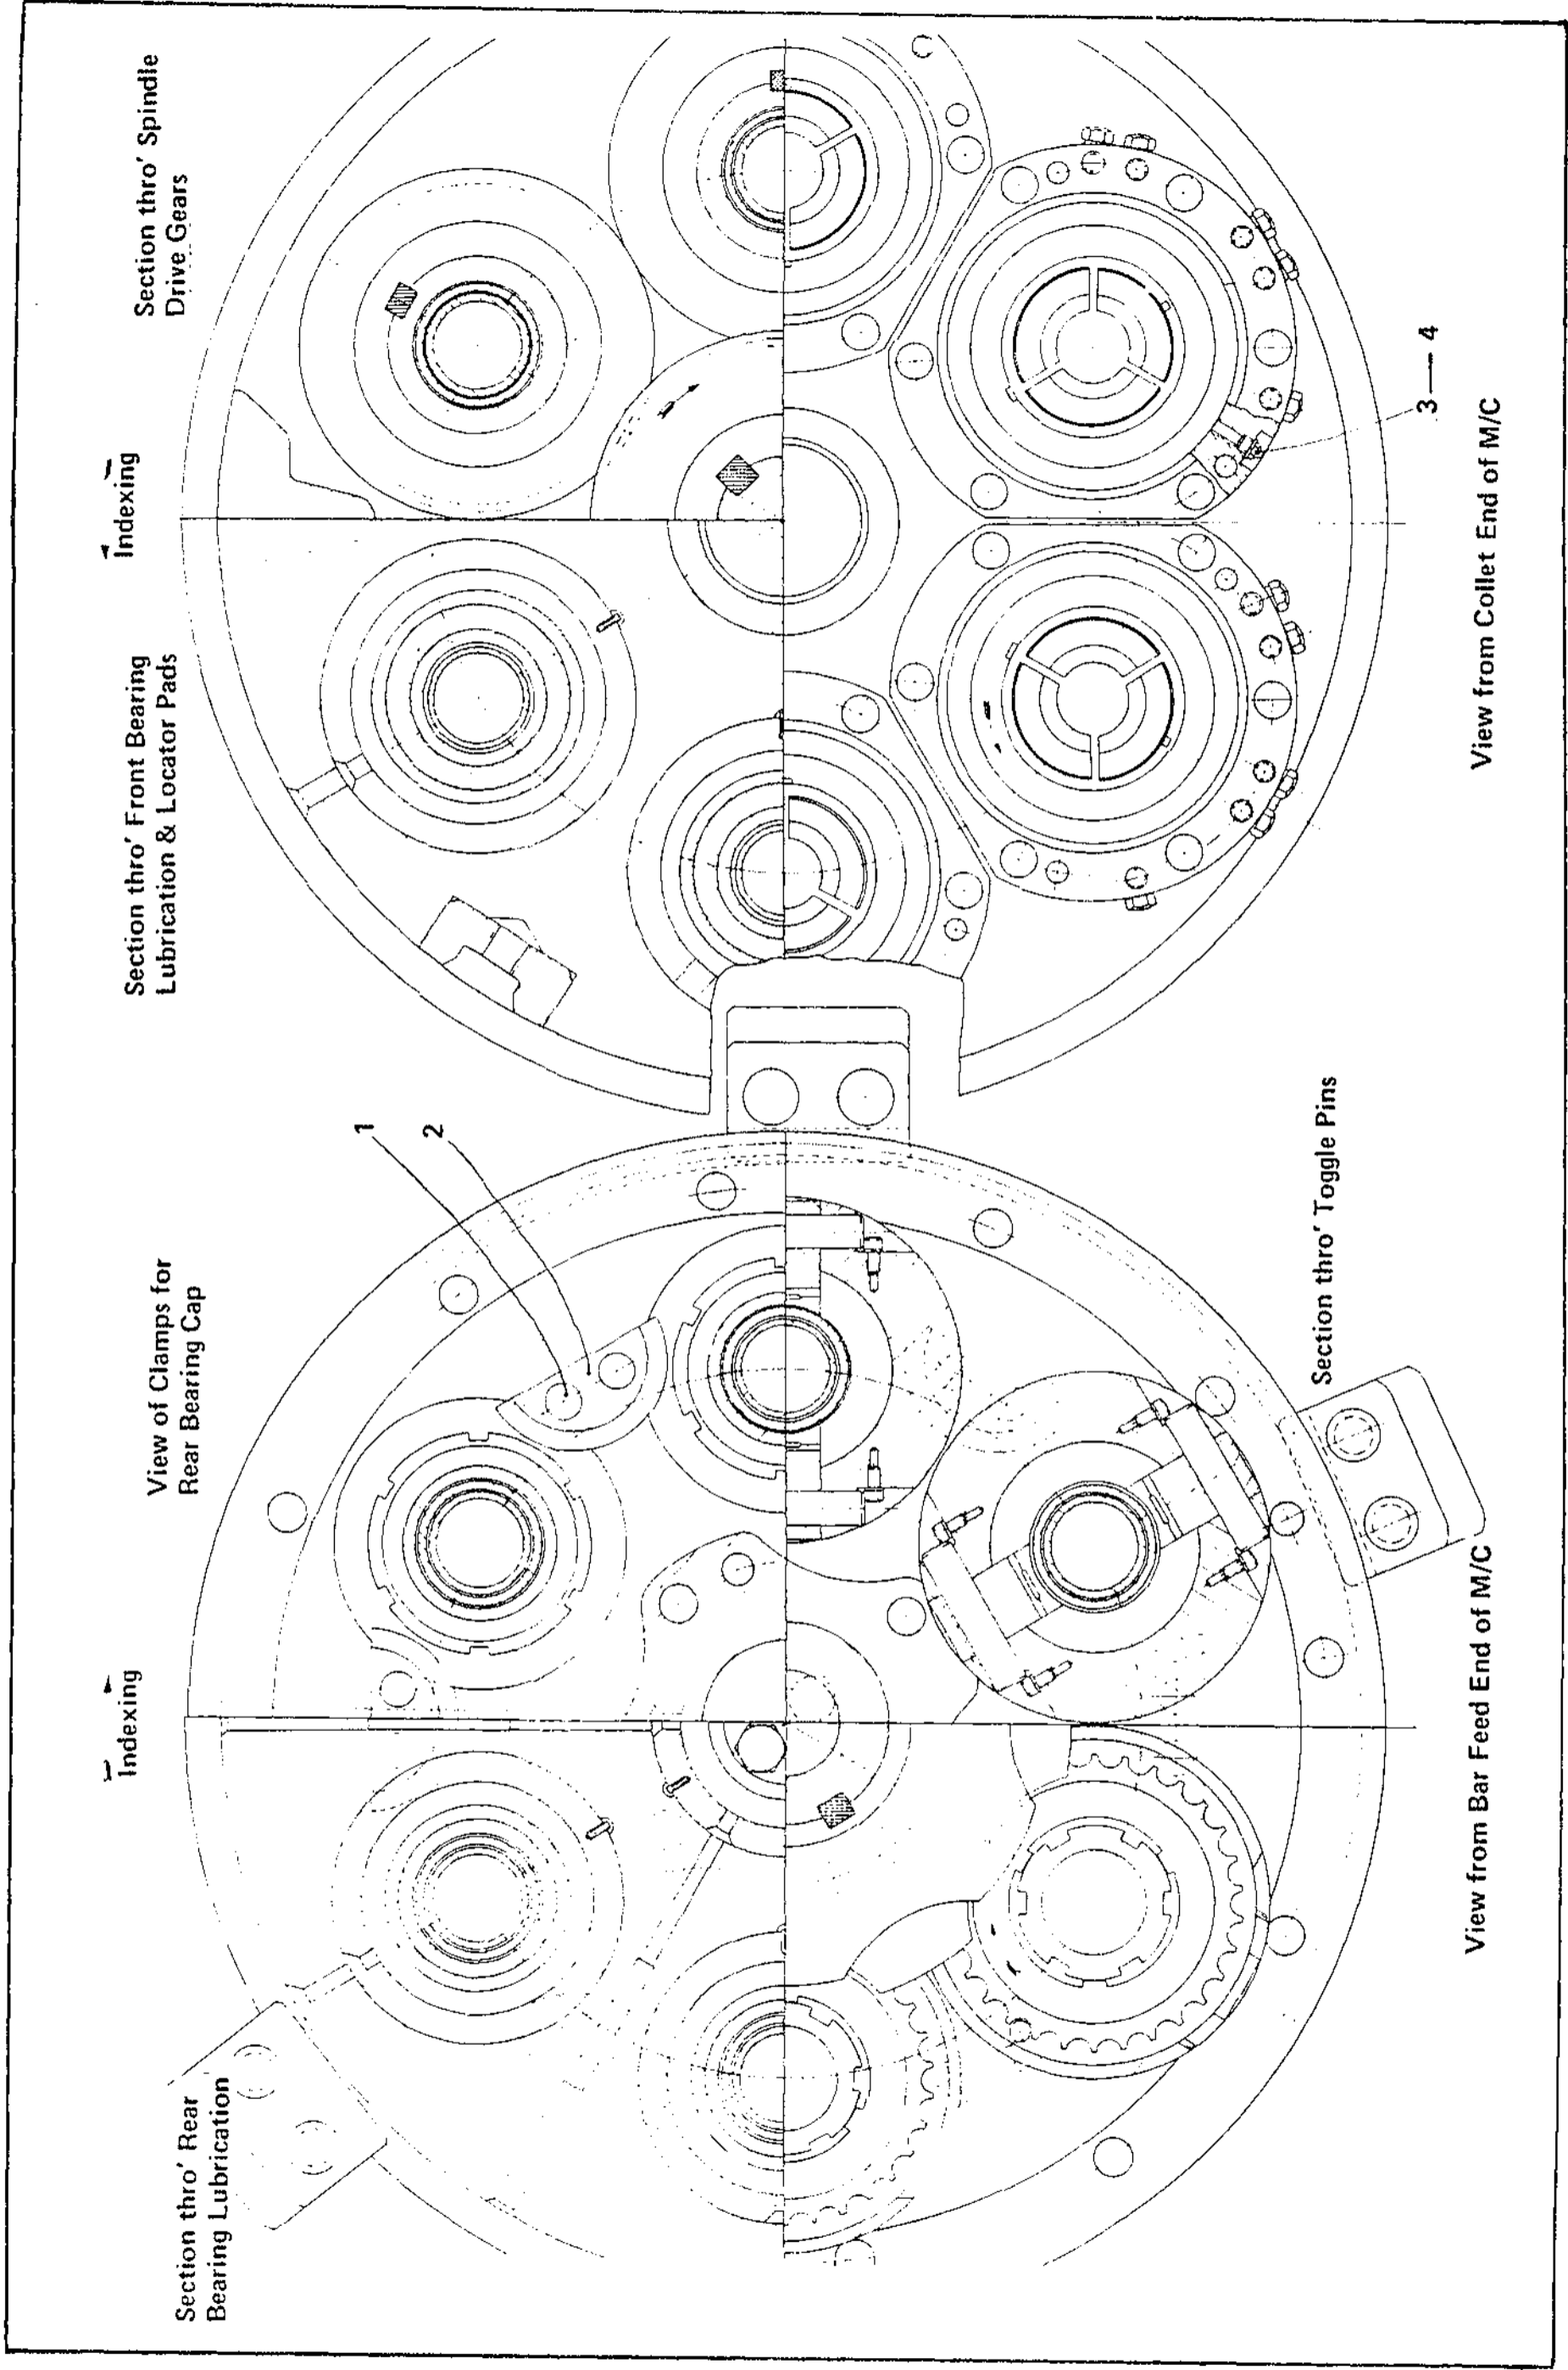 Section thro' Rear
Bearing Lubrication
Indexing
View of Clamps for
Rear Bearing Cap
1
2
Section thro' Front Bearing
Lubrication & Locator Pads
Indexing
Section thro' Spindle
Drive Gears
Section thro' Toggle Pins
3 — 4
View from Bar Feed End of M/C
View from Collet End of M/C